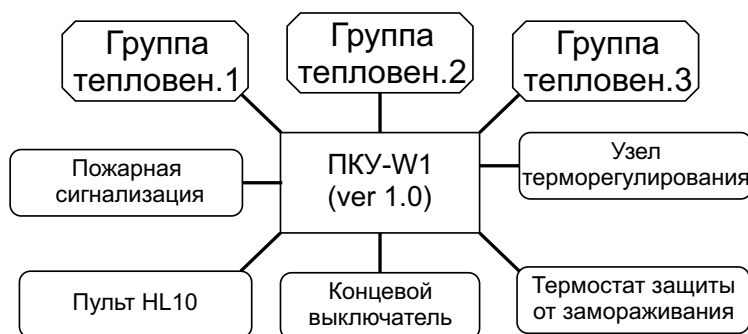 Группа
тепловен.1
Группа
тепловен.2
Группа
тепловен.3
Пожарная
сигнализация
ПКУ-W1
(ver 1.0)
Узел
терморегулирования
Пульт HL10
Концевой
выключатель
Термостат защиты
от замораживания